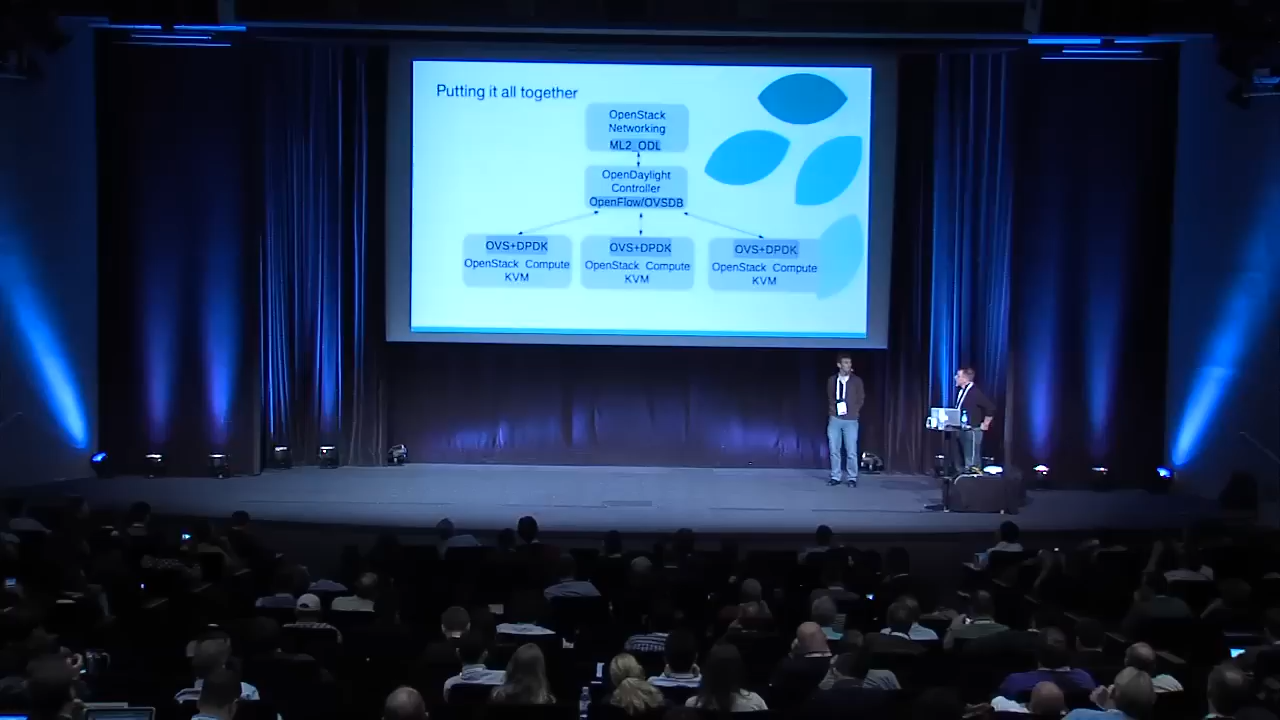 Putting it all together
OpenStack
Networking
ML2_ODL
OpenDaylight
Controller
OpenFlow/OVSDB
OVS+DPDK
OpenStack Compute
KVM
OVS+DPDK
OpenStack Compute
KVM
OVS+DPDK
OpenStack Compute
KVM